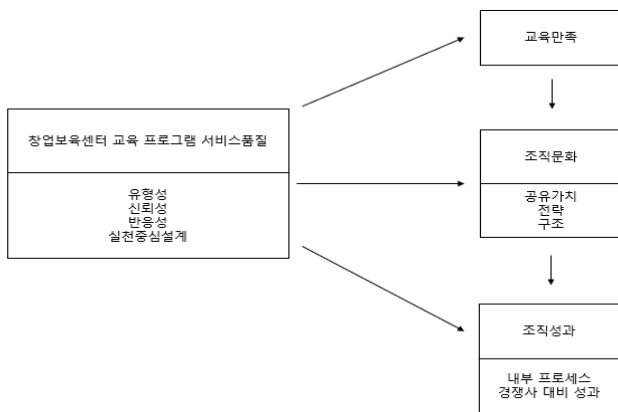 교육만족
창업보육센터 교육 프로그램 서비스품질
유형성
신뢰성
반응성
실천중심설계
조직문화
공유가치
전략
구조
조직성과
내부 프로세스
경쟁사 대비 성과